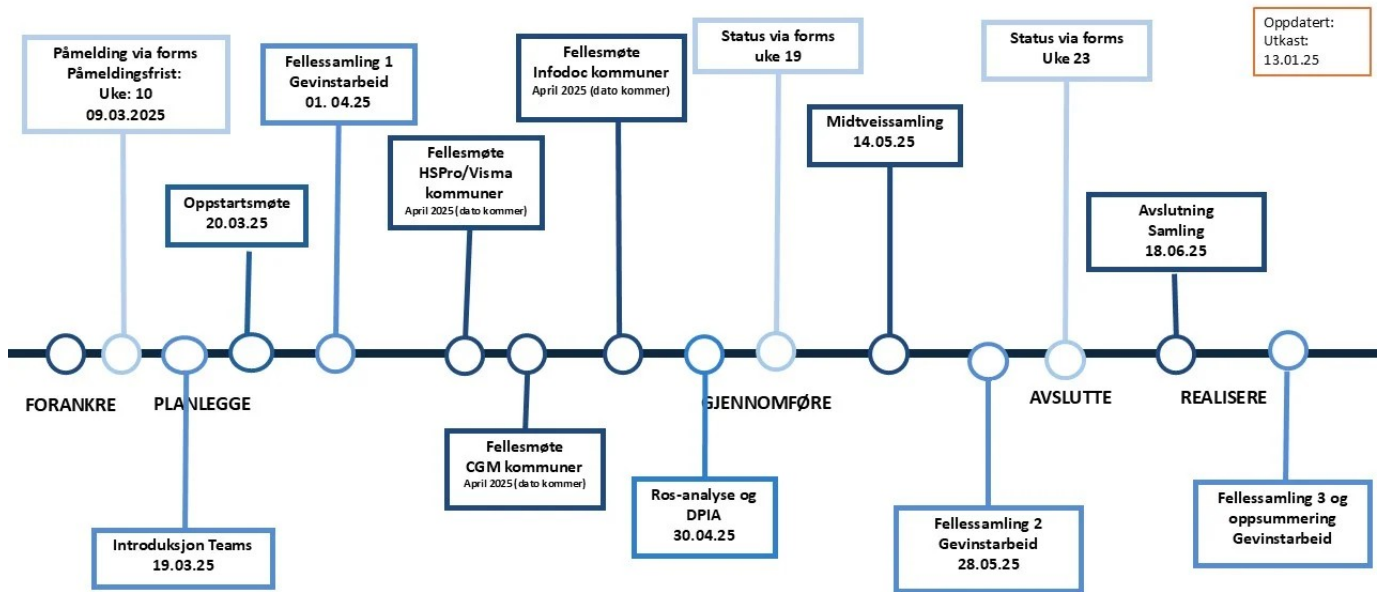 Påmelding via forms
Påmeldingsfrist:
Uke: 10
09.03.2025
Oppstartsmøte
20.03.25
Fellessamling 1
Gevinstarbeid
01. 04.25
Fellesmøte
HSPro/Visma
kommuner
April 2025 (dato kommer)
Fellesmøte
Infodoc kommuner
April 2025 (dato kommer)
Status via forms
uke 19
Midtveissamling
14.05.25
Status via forms
Uke 23
Avslutning
Samling
18.06.25
Oppdatert:
Utkast:
13.01.25
FORANKRE
PLANLEGGE
GJENNOMFØRE
AVSLUTTE
REALISERE
Introduksjon Teams
19.03.25
Fellesmøte
CGM kommuner
April 2025 (dato kommer)
Ros-analyse og
DPIA
30.04.25
Fellessamling 2
Gevinstarbeid
28.05.25
Fellessamling 3 og
oppsummering
Gevinstarbeid